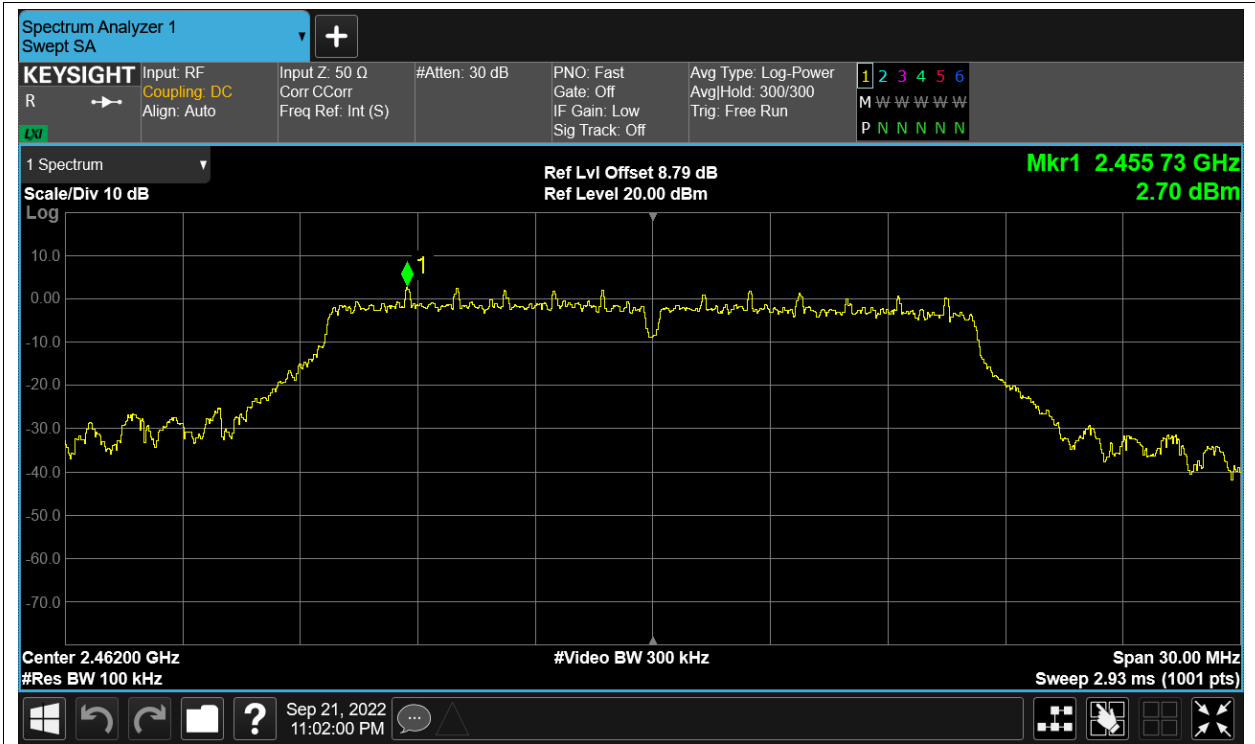 Spectrum Analyzer 1
Swept SA
+
KEYSIGHT
R
LXI
Input: RF
Coupling: DC
Align: Auto
Input Z: 50 Ω
Corr CCorr
Freq Ref: Int (S)
#Atten: 30 dB
PNO: Fast
Gate: Off
IF Gain: Low
Sig Track: Off
Avg Type: Log-Power
Avg|Hold: 300/300
Trig: Free Run
1 2 3 4 5 6
M W W W W W
P N N N N N
1 Spectrum
Scale/Div 10 dB
Log
Ref Lvl Offset 8.79 dB
Ref Level 20.00 dBm
Mkr1 2.455 73 GHz
2.70 dBm
1
10.0
0.00
-10.0
-20.0
-30.0
-40.0
-50.0
-60.0
-70.0
Center 2.46200 GHz
#Video BW 300 kHz
Span 30.00 MHz
#Res BW 100 kHz
Sweep 2.93 ms (1001 pts)
?
Sep 21, 2022
11:02:00 PM